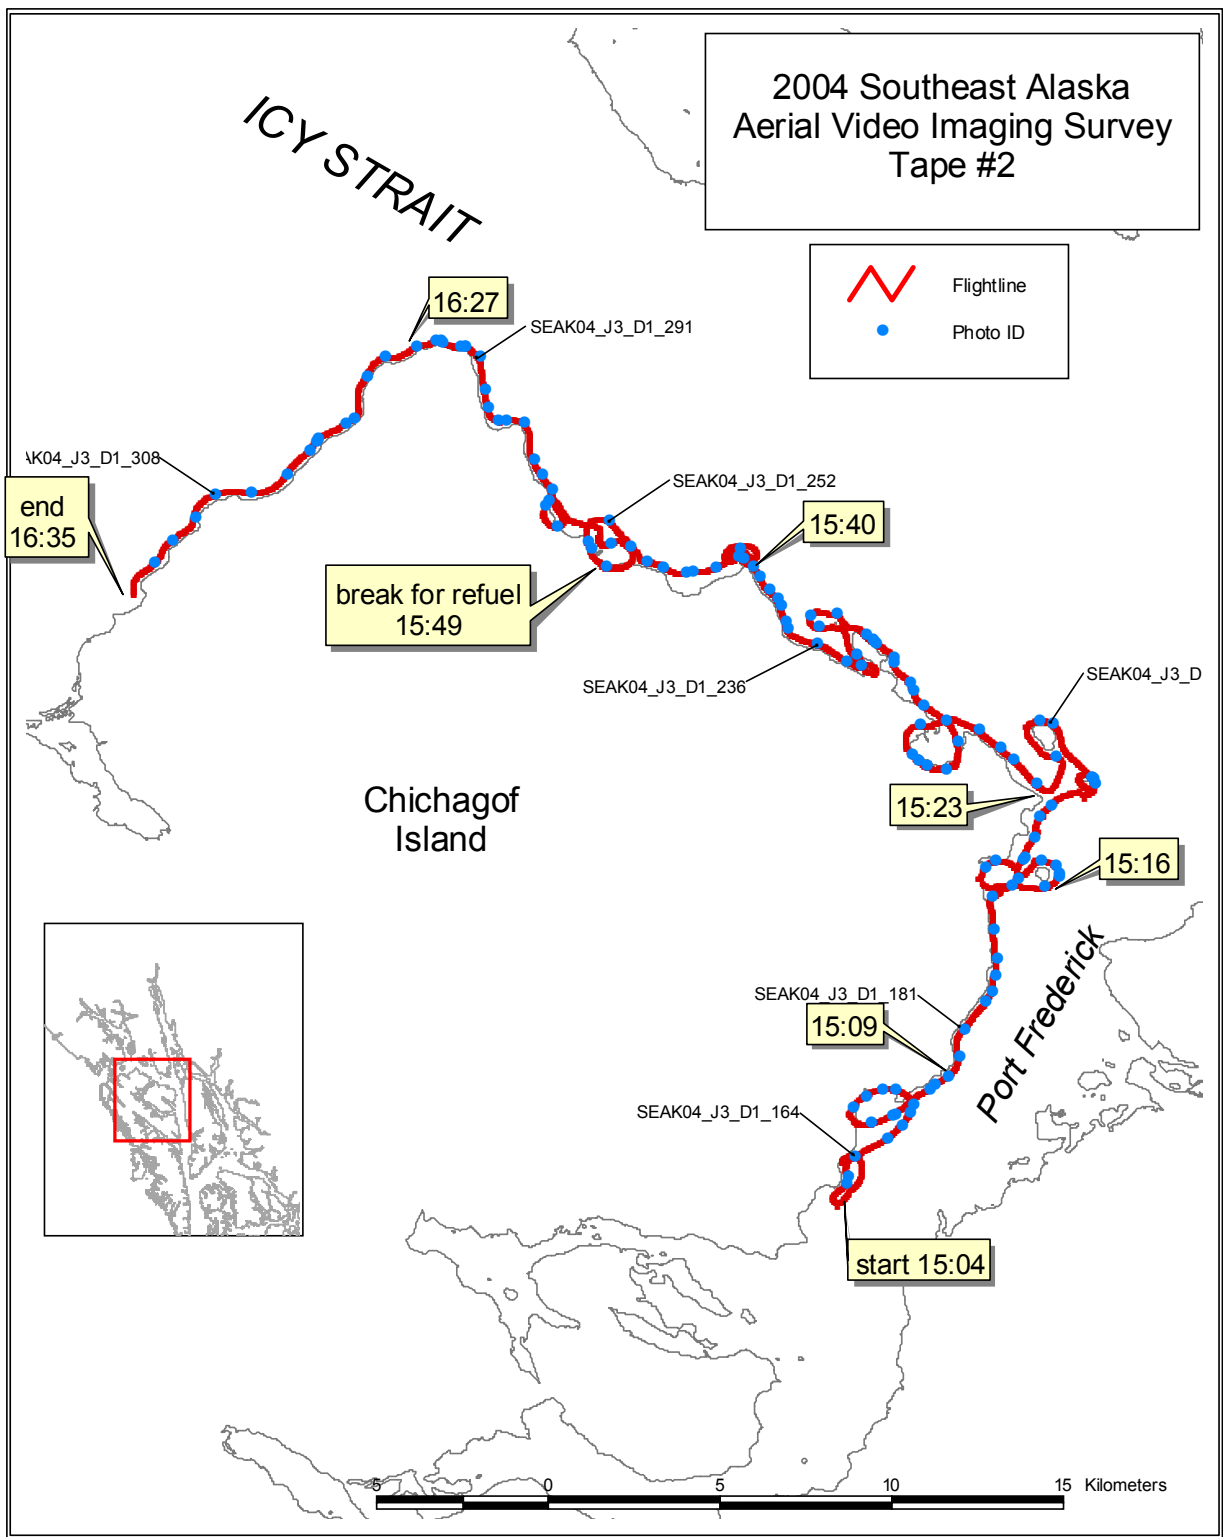 2004 Southeast Alaska
Aerial Video Imaging Survey
Tape #2
ICY STRAIT
Flightline
Photo ID
16:27
SEAK04_J3_D1_291
AK04_J3_D1_308
SEAK04_J3_D1_252
end
16:35
15:40
break for refuel
15:49
SEAK04_J3_D1_236
SEAK04_J3_D
Chichagof
Island
15:23
15:16
Port Frederick
SEAK04_J3_D1_181
15:09
SEAK04_J3_D1_164
start 15:04
5 0 5 10 15 Kilometers